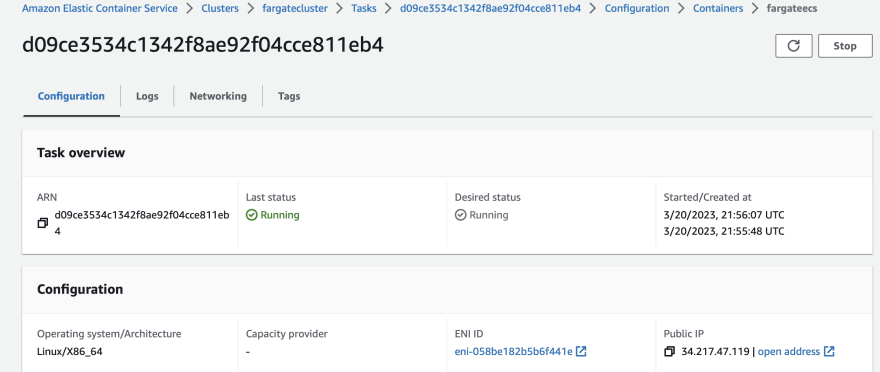 Amazon Elastic Container Service > Clusters > fargatecluster > Tasks > d09ce3534c1342f8ae92f04cce811eb4 > Configuration > Containers > fargateecs
d09ce3534c1342f8ae92f04cce811eb4
Stop
Configuration Logs Networking Tags
Task overview
ARN
d09ce3534c1342f8ae92f04cce811eb
4
Last status
Running
Desired status
Running
Started/Created at
3/20/2023, 21:56:07 UTC
3/20/2023, 21:55:48 UTC
Configuration
Operating system/Architecture
Linux/X86_64
Capacity provider
-
ENI ID
eni-058be182b5b6f441e
Public IP
34.217.47.119 | open address